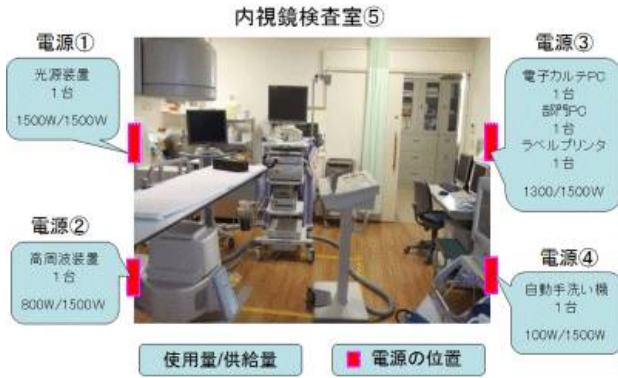 内視鏡検査室⑤
電源①
光源装置
1台
1500W/1500W
電源②
高周波装置
1台
800W/1500W
電源③
電子カルテPC
1台
部門PC
1台
ラベルプリンタ
1台
1300/1500W
電源④
自動手洗い機
1台
100W/1500W
使用量/供給量
電源の位置